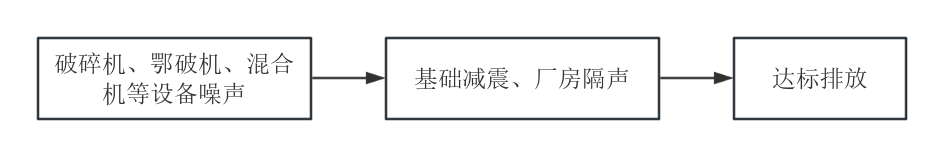 破碎机、鄂破机、混合
机等设备噪声
基础减震、厂房隔声
达标排放